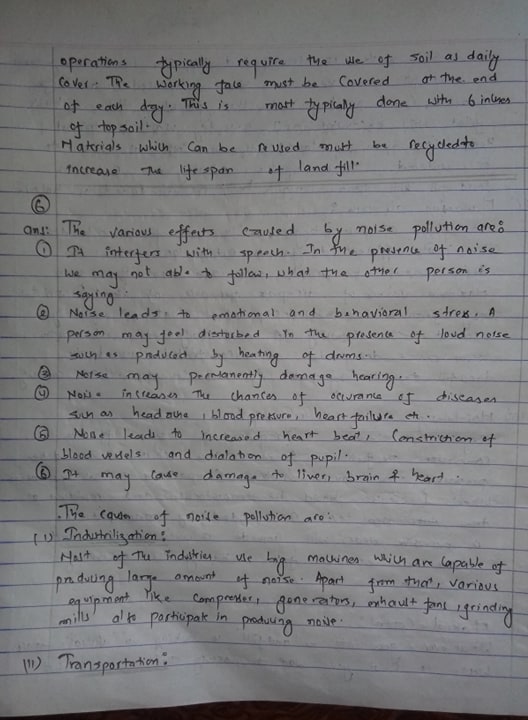 operations typically require the use of soil as daily
cover. The working face must be covered at the end
of each day. This is most typically done with 6 inches
of topsoil.
Materials which can be reused must be recycled to
increase the life span of land fill.
⑥
ans: The various effects caused by noise pollution are:
① It interfers with speech. In the presence of noise
we may not able to follow, what the other person is
saying.
② Noise leads to emotional and behavioral stress. A
person may feel disturbed in the presence of loud noise
such as produced by beating of drums.
③ Noise may permanently damage hearing.
④ Noise increases the chances of occurance of diseases
such as headache, blood pressure, heart failure etc.
⑤ Noise leads to increased heart beat, constriction of
blood vessels and dialation of pupil.
⑥ It may cause damage to liver, brain & heart.
The causes of noise pollution are:
(i) Industrilization:
Most of the industries use big machines which are capable of
producing large amount of noise. Apart from that, various
equipment like compresser, generators, exhault fans, grinding
mills also participate in producing noise.
(ii) Transportation: